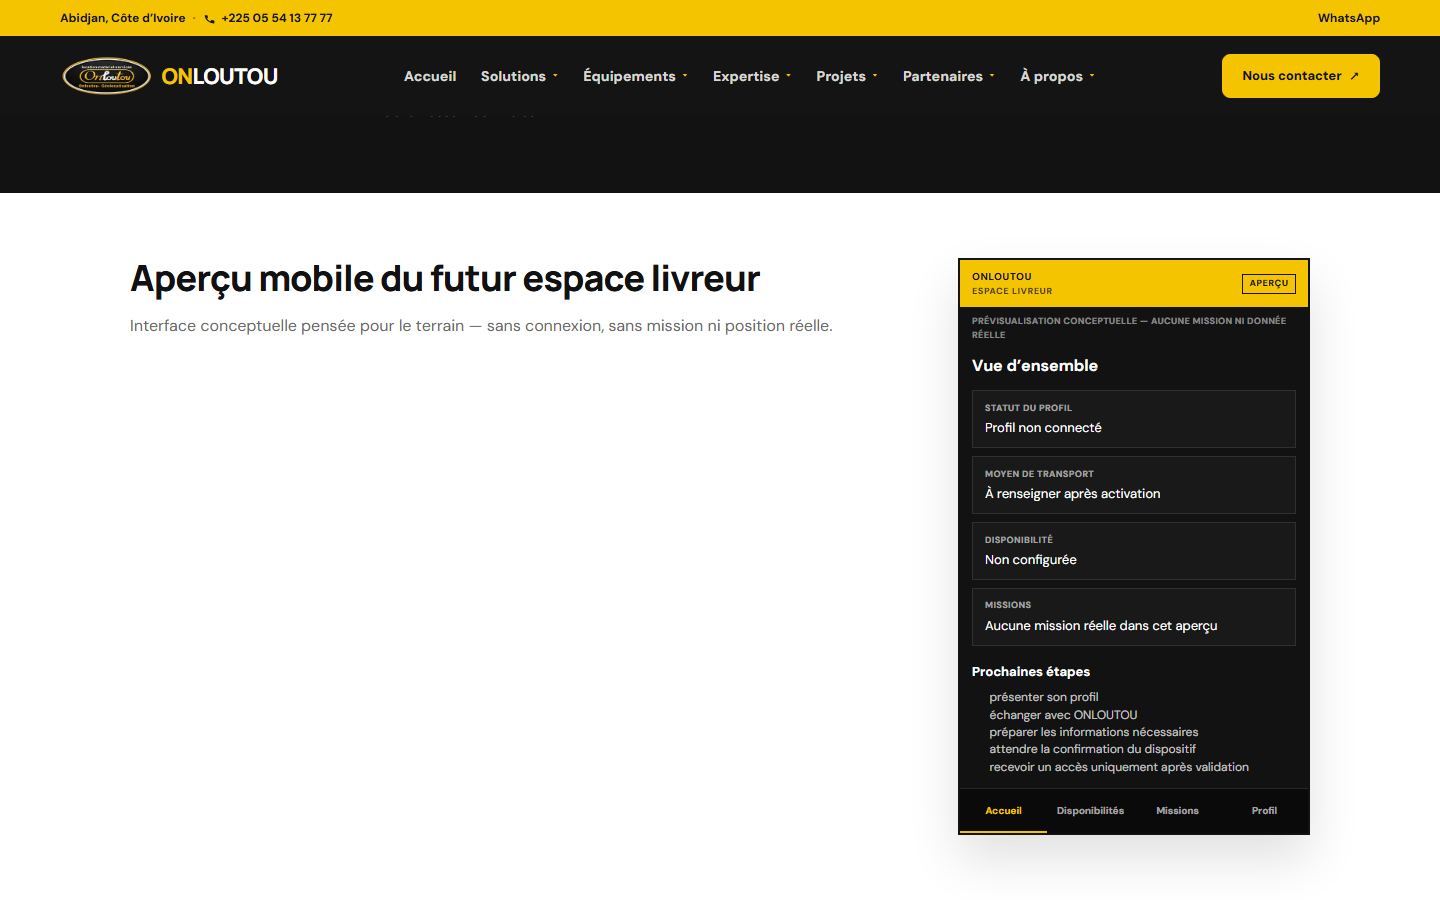 Abidjan, Côte d’Ivoire · +225 05 54 13 77 77
WhatsApp
Onloutou
ONLOUTOU
Accueil Solutions Équipements Expertise Projets Partenaires À propos
Nous contacter ↗
Aperçu mobile du futur espace livreur
Interface conceptuelle pensée pour le terrain — sans connexion, sans mission ni position réelle.
ONLOUTOU
ESPACE LIVREUR
APERÇU
PRÉVISUALISATION CONCEPTUELLE — AUCUNE MISSION NI DONNÉE
RÉELLE
Vue d’ensemble
STATUT DU PROFIL
Profil non connecté
MOYEN DE TRANSPORT
À renseigner après activation
DISPONIBILITÉ
Non configurée
MISSIONS
Aucune mission réelle dans cet aperçu
Prochaines étapes
présenter son profil
échanger avec ONLOUTOU
préparer les informations nécessaires
attendre la confirmation du dispositif
recevoir un accès uniquement après validation
Accueil Disponibilités Missions Profil